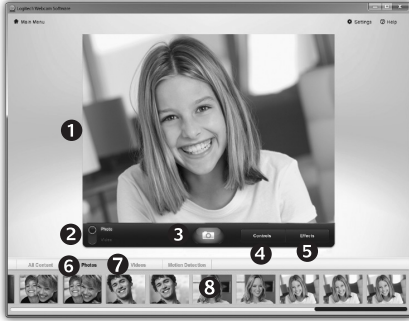 Logitech Webcam Software
Main Menu
Settings
Help
1
2
Photo
3
Controls
Effects
4
5
6
7
All Content
Photos
Videos
Motion Detection
8